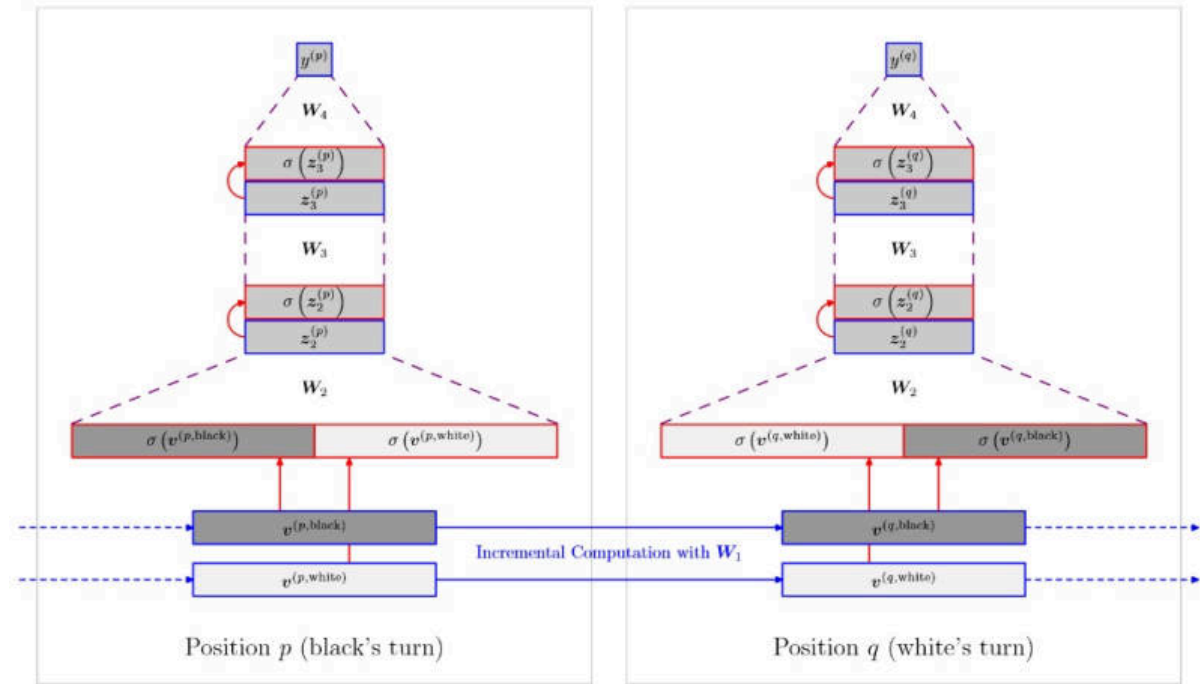 y^(p)
W_4
σ(z_3^(p))
z_3^(p)
W_3
σ(z_2^(p))
z_2^(p)
W_2
σ(v^(p,black)) σ(v^(p,white))
v^(p,black)
v^(p,white)
Position p (black's turn)
Incremental Computation with W_1
y^(q)
W_4
σ(z_3^(q))
z_3^(q)
W_3
σ(z_2^(q))
z_2^(q)
W_2
σ(v^(q,white)) σ(v^(q,black))
v^(q,black)
v^(q,white)
Position q (white's turn)